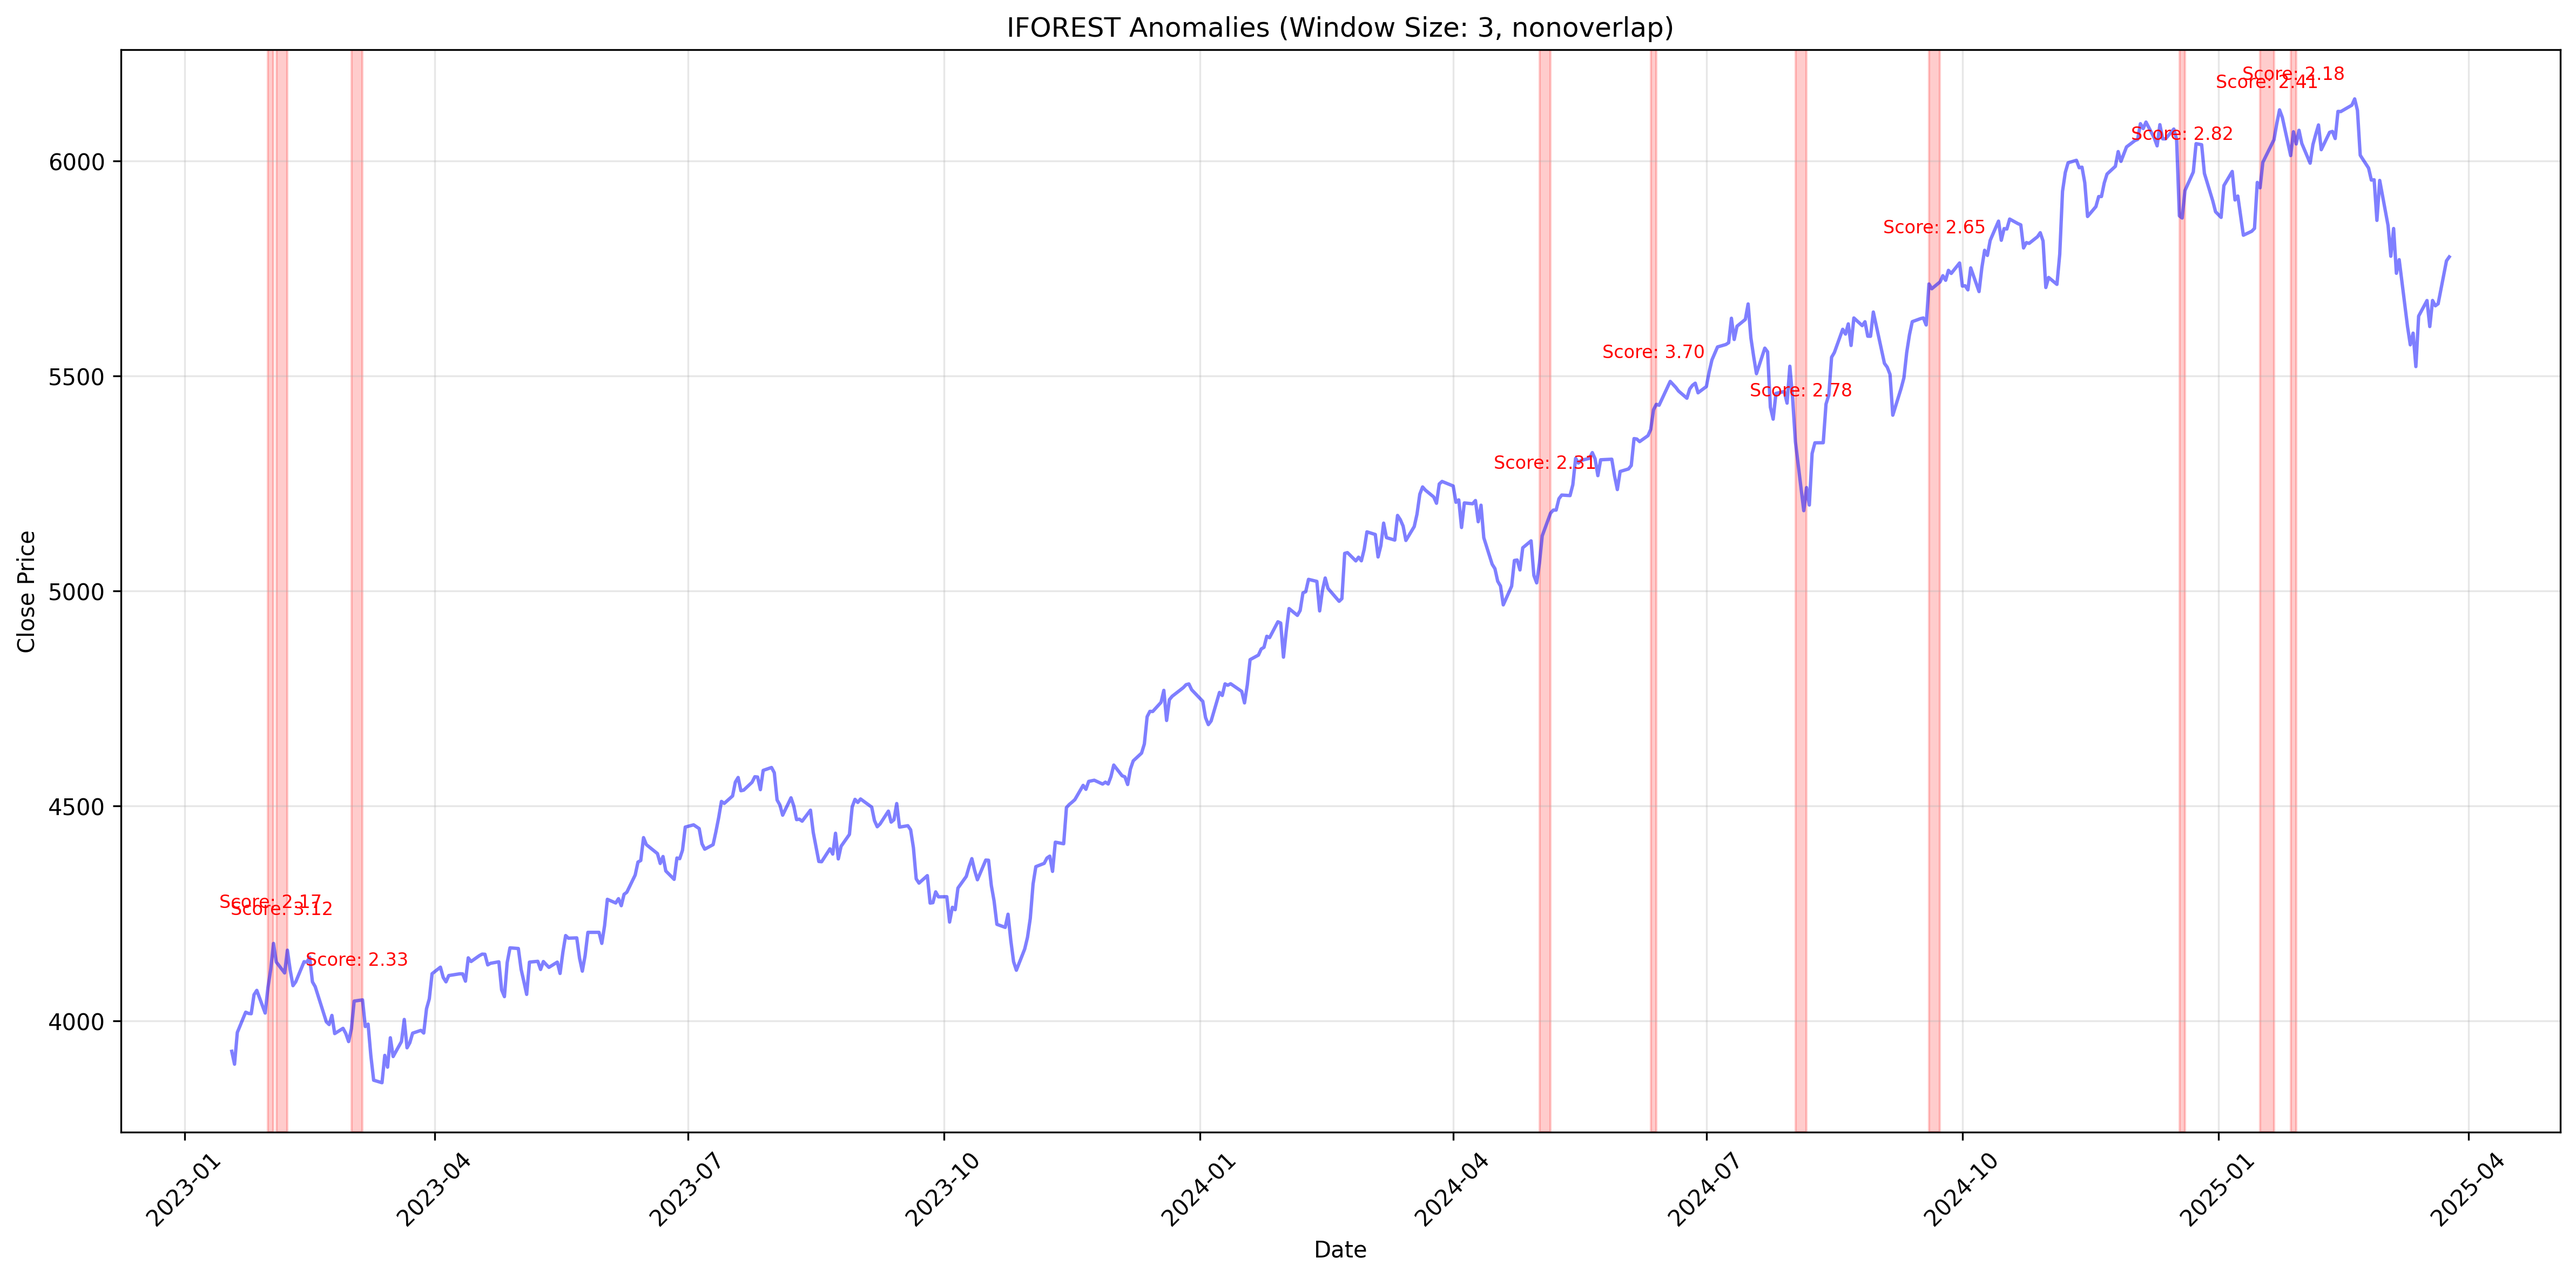 IFOREST Anomalies (Window Size: 3, nonoverlap)
Close Price
6000
5500
5000
4500
4000
Score: 2.17
Score: 3.12
Score: 2.33
Score: 2.31
Score: 3.70
Score: 2.78
Score: 2.65
Score: 2.82
Score: 2.41
Score: 2.18
2023-01
2023-04
2023-07
2023-10
2024-01
2024-04
2024-07
2024-10
2025-01
2025-04
Date